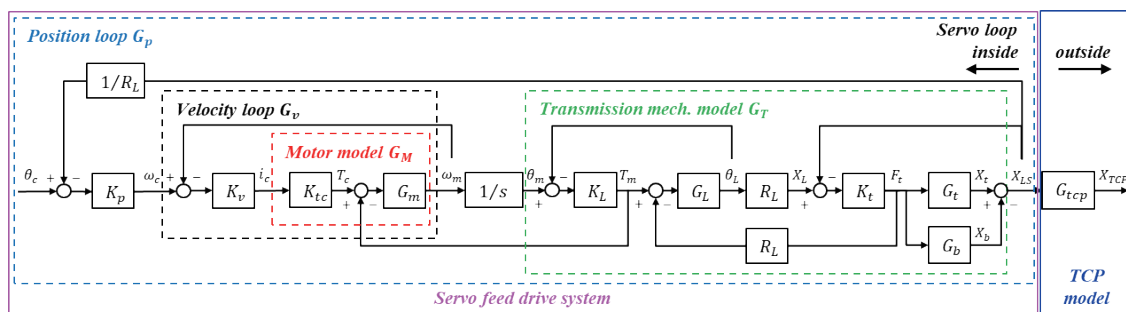 Position loop G_p
Servo loop
inside
outside
1/R_L
Velocity loop G_v
Transmission mech. model G_T
Motor model G_M
θ_c + − K_p ω_c + − K_v i_c K_tc T_c + − G_m ω_m 1/s θ_m + − K_L T_m + − G_L θ_L R_L X_L + − K_t F_t G_t X_t + − X_LS G_tcp X_TCP
R_L
G_b X_b
Servo feed drive system
TCP
model